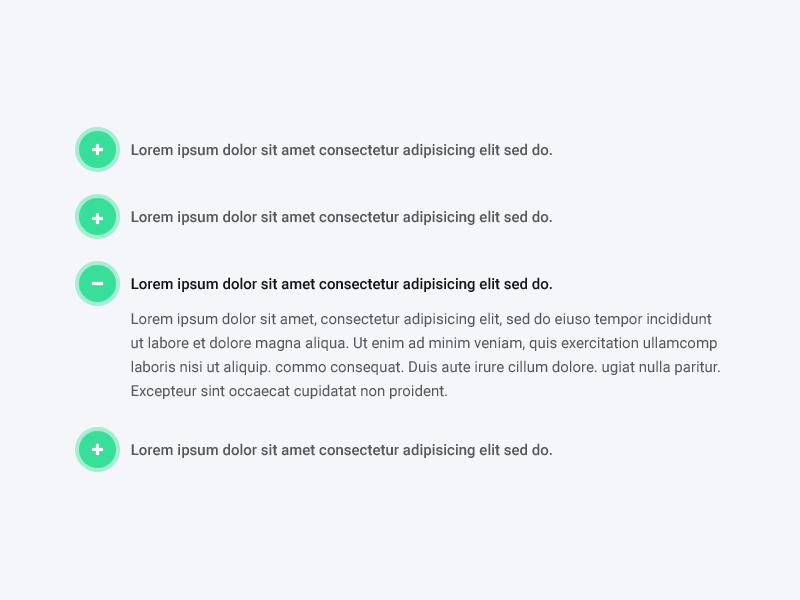 Lorem ipsum dolor sit amet consectetur adipisicing elit sed do.
Lorem ipsum dolor sit amet consectetur adipisicing elit sed do.
Lorem ipsum dolor sit amet consectetur adipisicing elit sed do.
Lorem ipsum dolor sit amet, consectetur adipisicing elit, sed do eiuso tempor incididunt
ut labore et dolore magna aliqua. Ut enim ad minim veniam, quis exercitation ullamcomp
laboris nisi ut aliquip. commo consequat. Duis aute irure cillum dolore. ugiat nulla paritur.
Excepteur sint occaecat cupidatat non proident.
Lorem ipsum dolor sit amet consectetur adipisicing elit sed do.